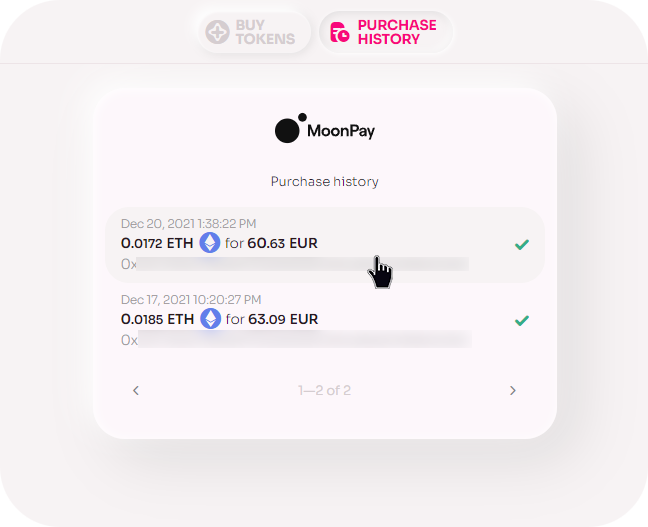 BUY
TOKENS
PURCHASE
HISTORY
MoonPay
Purchase history
Dec 20, 2021 1:38:22 PM
0.0172 ETH for 60.63 EUR
0x
Dec 17, 2021 10:20:27 PM
0.0185 ETH for 63.09 EUR
0x
1—2 of 2